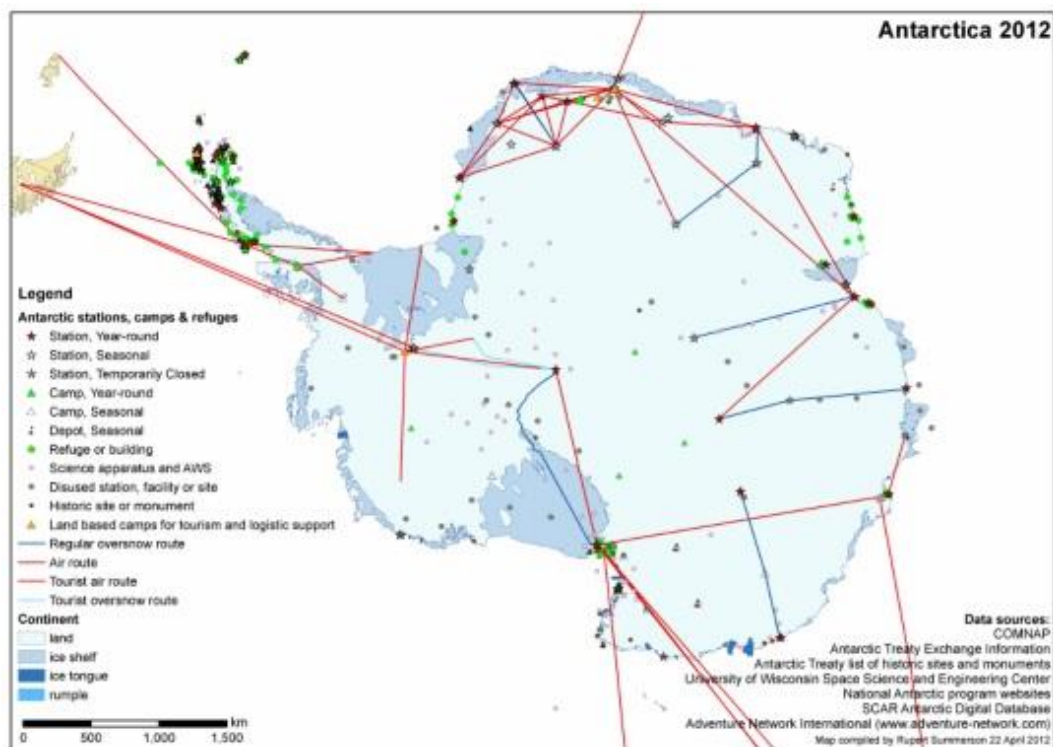 Antarctica 2012
Legend
Antarctic stations, camps & refuges
Station, Year-round
Station, Seasonal
Station, Temporarily Closed
Camp, Year-round
Camp, Seasonal
Depot, Seasonal
Refuge or building
Science apparatus and AWS
Disused station, facility or site
Historic site or monument
Land based camps for tourism and logistic support
Regular oversnow route
Air route
Tourist air route
Tourist oversnow route
Continent
land
ice shelf
ice tongue
rumple
km
0 500 1,000 1,500
Data sources:
COMNAP
Antarctic Treaty Exchange Information
Antarctic Treaty list of historic sites and monuments
University of Wisconsin Space Science and Engineering Center
National Antarctic program websites
SCAR Antarctic Digital Database
Adventure Network International (www.adventure-network.com)
Map compiled by Rupert Summerson 22 April 2012